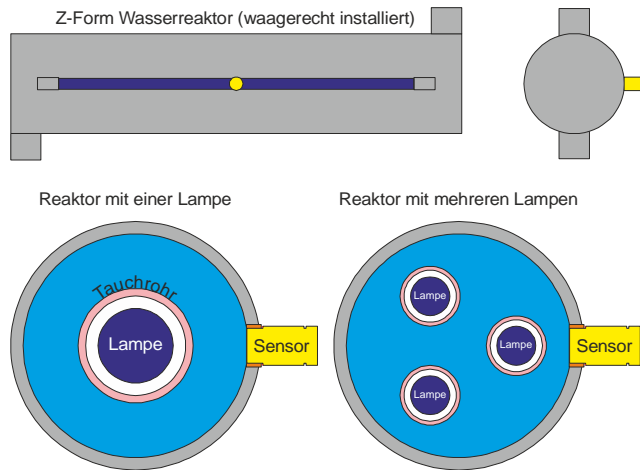 Z-Form Wasserreaktor (waagerecht installiert)
Reaktor mit einer Lampe
Reaktor mit mehreren Lampen
Tauchrohr
Lampe
Sensor
Lampe
Lampe
Lampe
Sensor